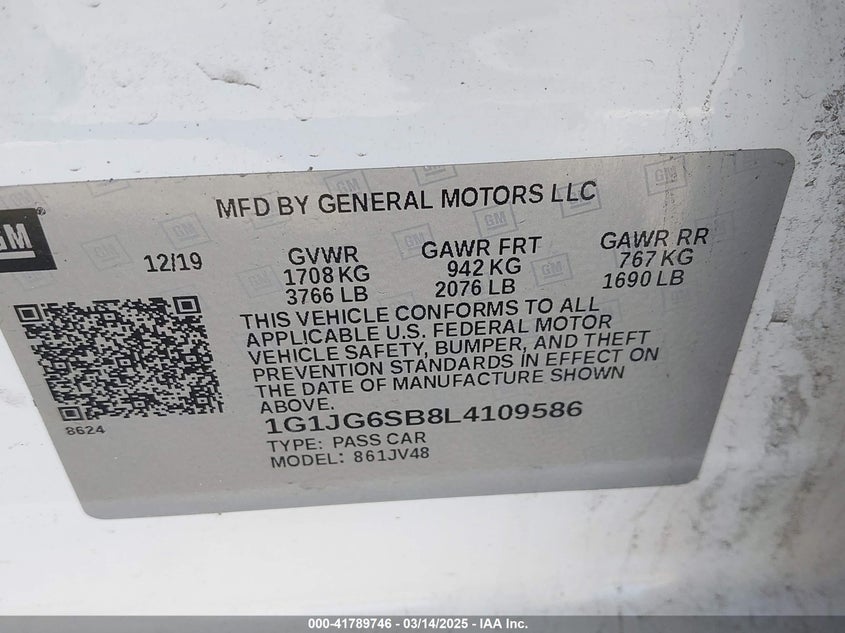 MFD BY GENERAL MOTORS LLC
GM
12/19
GVWR
1708 KG
3766 LB
GAWR FRT
942 KG
2076 LB
GAWR RR
767 KG
1690 LB
THIS VEHICLE CONFORMS TO ALL
APPLICABLE U.S. FEDERAL MOTOR
VEHICLE SAFETY, BUMPER, AND THEFT
PREVENTION STANDARDS IN EFFECT ON
THE DATE OF MANUFACTURE SHOWN
ABOVE.
8624
1G1JG6SB8L4109586
TYPE: PASS CAR
MODEL: 861JV48
000-41789746 — 03/14/2025 — IAA Inc.